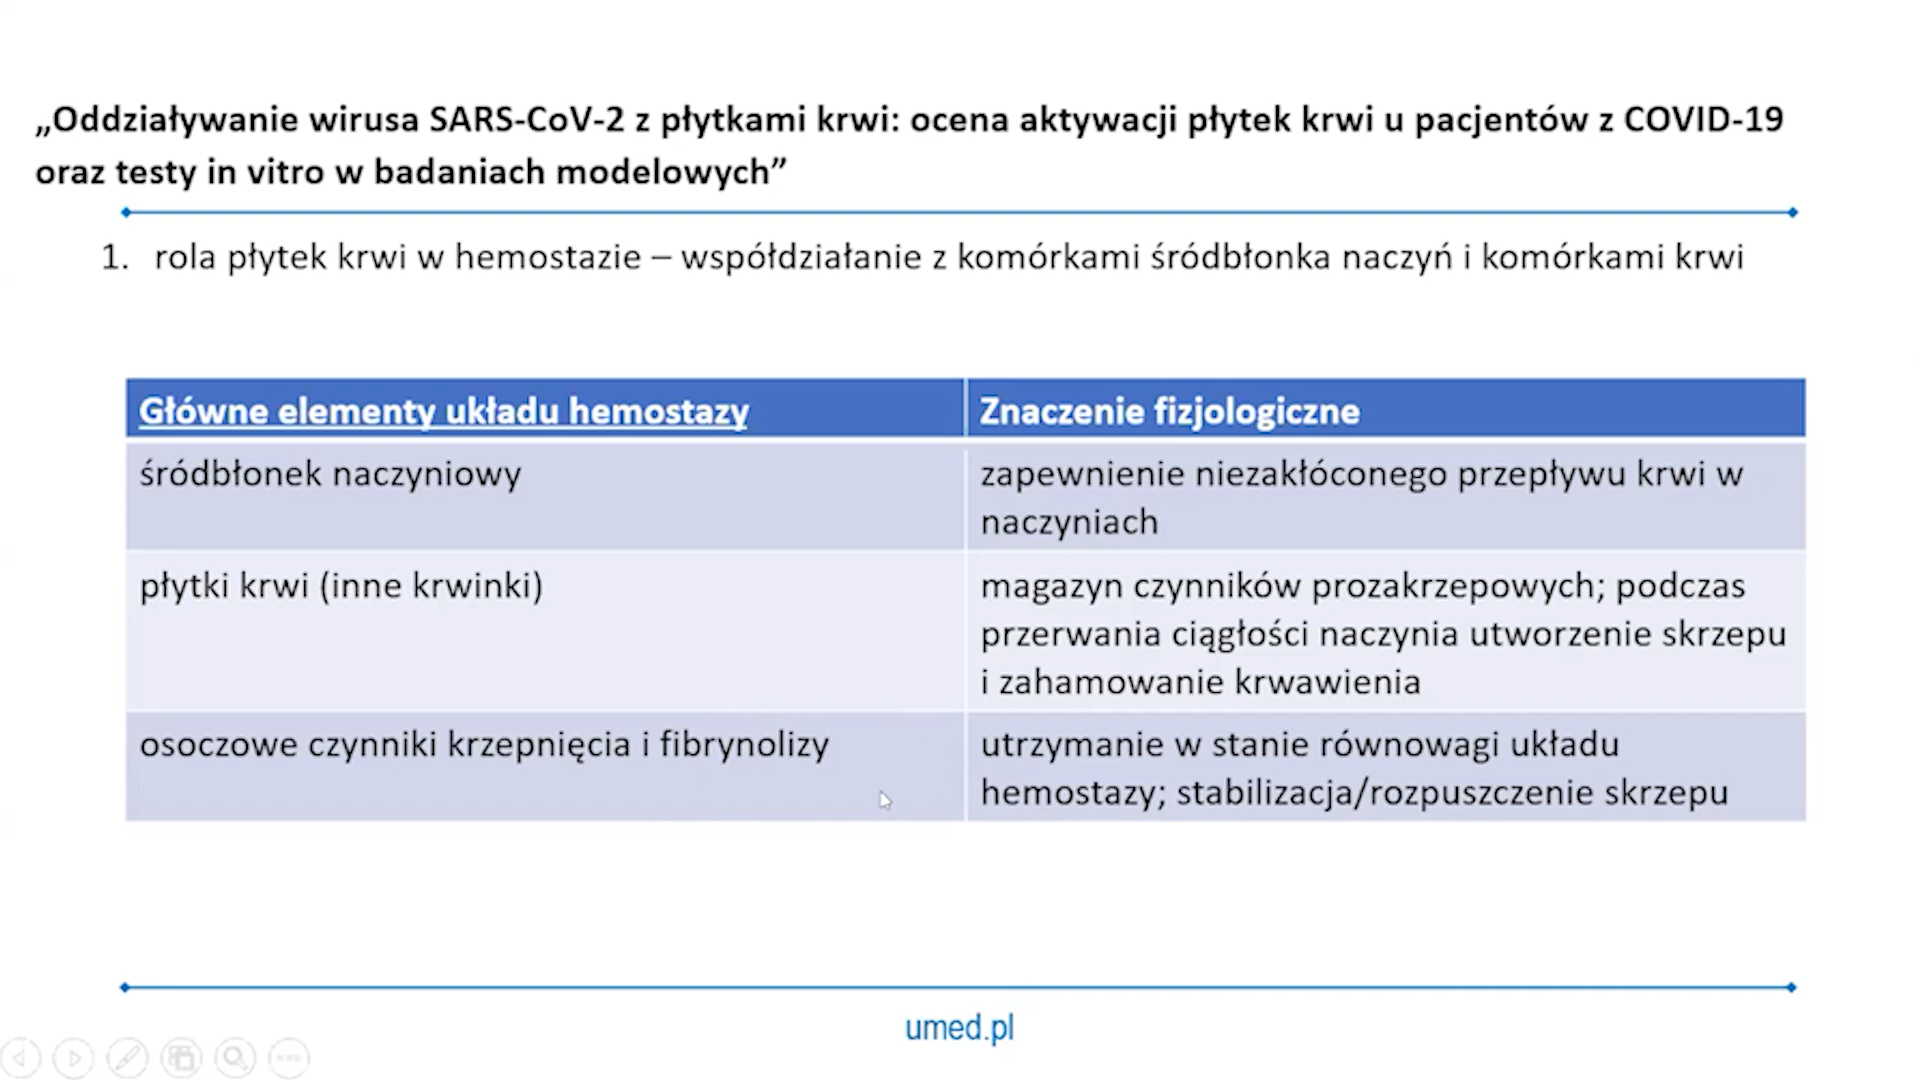 „Oddziaływanie wirusa SARS-CoV-2 z płytkami krwi: ocena aktywacji płytek krwi u pacjentów z COVID-19
oraz testy in vitro w badaniach modelowych”
1. rola płytek krwi w hemostazie – współdziałanie z komórkami śródbłonka naczyń i komórkami krwi
Główne elementy układu hemostazy
Znaczenie fizjologiczne
śródbłonek naczyniowy
zapewnienie niezakłóconego przepływu krwi w
naczyniach
płytki krwi (inne krwinki)
magazyn czynników prozakrzepowych; podczas
przerwania ciągłości naczynia utworzenie skrzepu
i zahamowanie krwawienia
osoczowe czynniki krzepnięcia i fibrynolizy
utrzymanie w stanie równowagi układu
hemostazy; stabilizacja/rozpuszczenie skrzepu
umed.pl